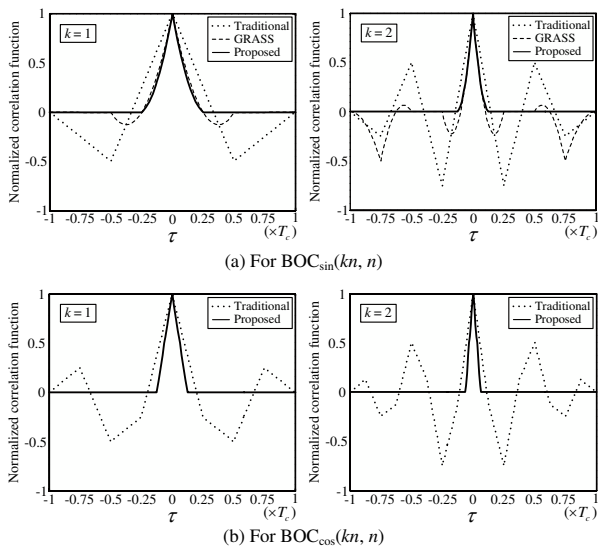 Normalized correlation function
1
0.5
0
-0.5
-1
k = 1
Traditional
GRASS
Proposed
-1 -0.75 -0.5 -0.25 0 0.25 0.5 0.75 1
τ
(×T_c)
Normalized correlation function
1
0.5
0
-0.5
-1
k = 2
Traditional
GRASS
Proposed
-1 -0.75 -0.5 -0.25 0 0.25 0.5 0.75 1
τ
(×T_c)
(a) For BOC_sin(kn, n)
Normalized correlation function
1
0.5
0
-0.5
-1
k = 1
Traditional
Proposed
-1 -0.75 -0.5 -0.25 0 0.25 0.5 0.75 1
τ
(×T_c)
Normalized correlation function
1
0.5
0
-0.5
-1
k = 2
Traditional
Proposed
-1 -0.75 -0.5 -0.25 0 0.25 0.5 0.75 1
τ
(×T_c)
(b) For BOC_cos(kn, n)